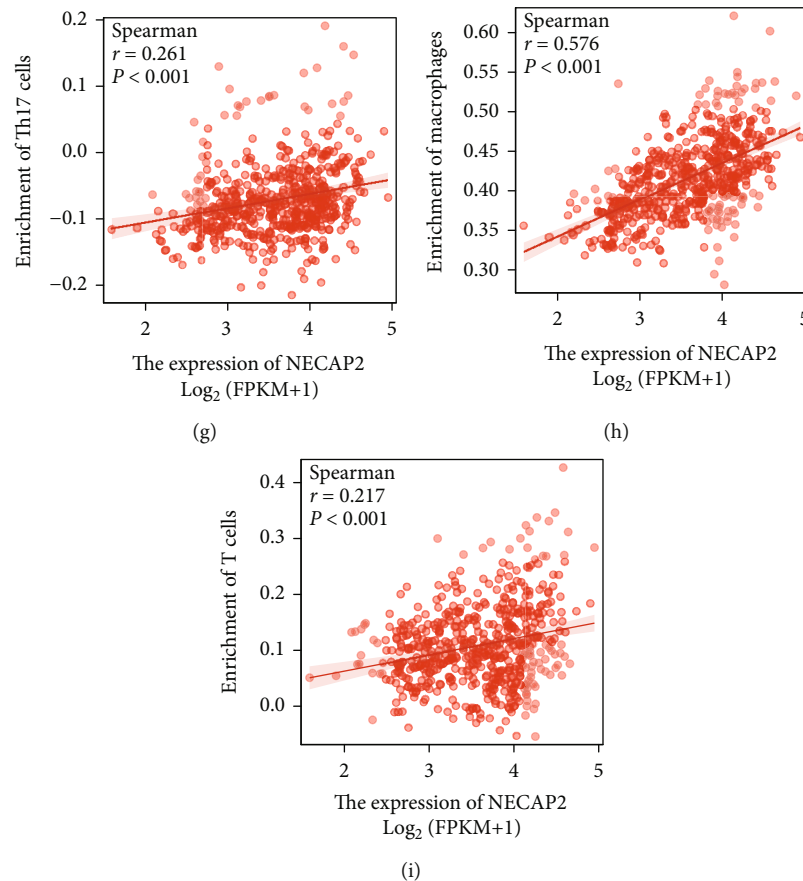 Spearman
r = 0.261
P < 0.001
Enrichment of Th17 cells
0.2
0.1
0.0
−0.1
−0.2
2 3 4 5
The expression of NECAP2
Log₂ (FPKM+1)
(g)
Spearman
r = 0.576
P < 0.001
Enrichment of macrophages
0.60
0.55
0.50
0.45
0.40
0.35
0.30
2 3 4 5
The expression of NECAP2
Log₂ (FPKM+1)
(h)
Spearman
r = 0.217
P < 0.001
Enrichment of T cells
0.4
0.3
0.2
0.1
0.0
2 3 4 5
The expression of NECAP2
Log₂ (FPKM+1)
(i)